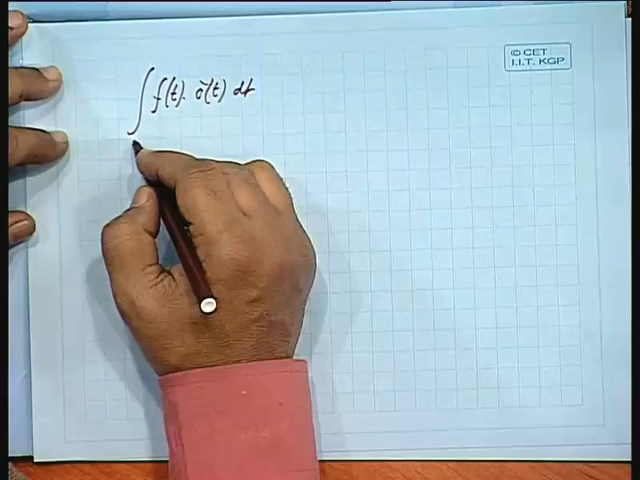 © CET
I.I.T. KGP
∫ f(t). c̄(t) dt